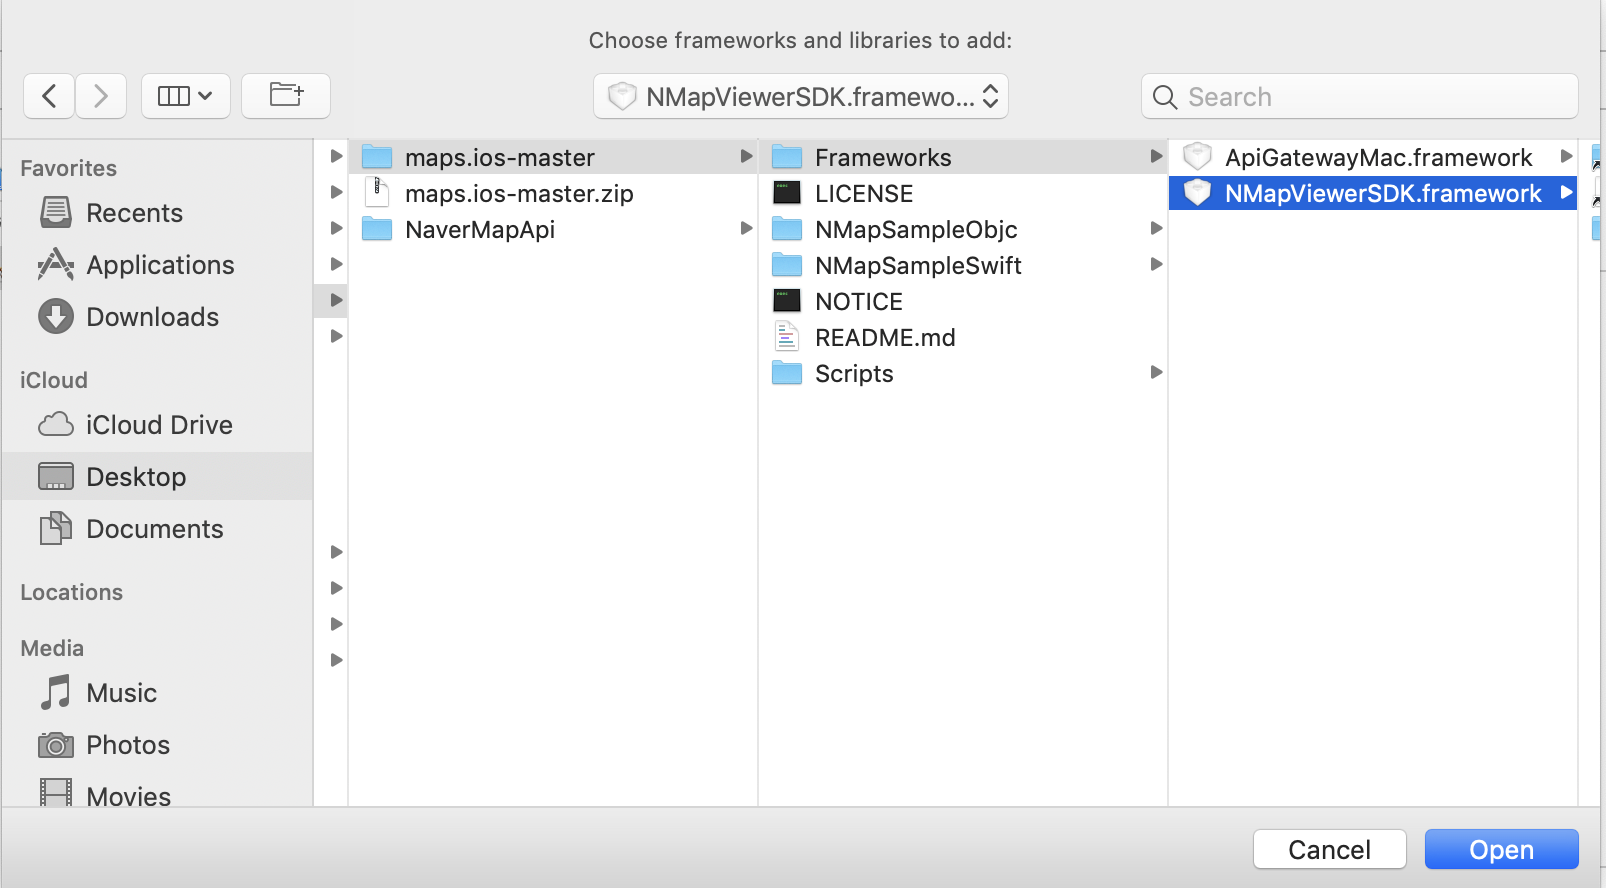 Choose frameworks and libraries to add:
NMapViewerSDK.framewo...
Search
Favorites
Recents
Applications
Downloads
iCloud
iCloud Drive
Desktop
Documents
Locations
Media
Music
Photos
Movies
maps.ios-master
maps.ios-master.zip
NaverMapApi
Frameworks
LICENSE
NMapSampleObjc
NMapSampleSwift
NOTICE
README.md
Scripts
ApiGatewayMac.framework
NMapViewerSDK.framework
Cancel
Open